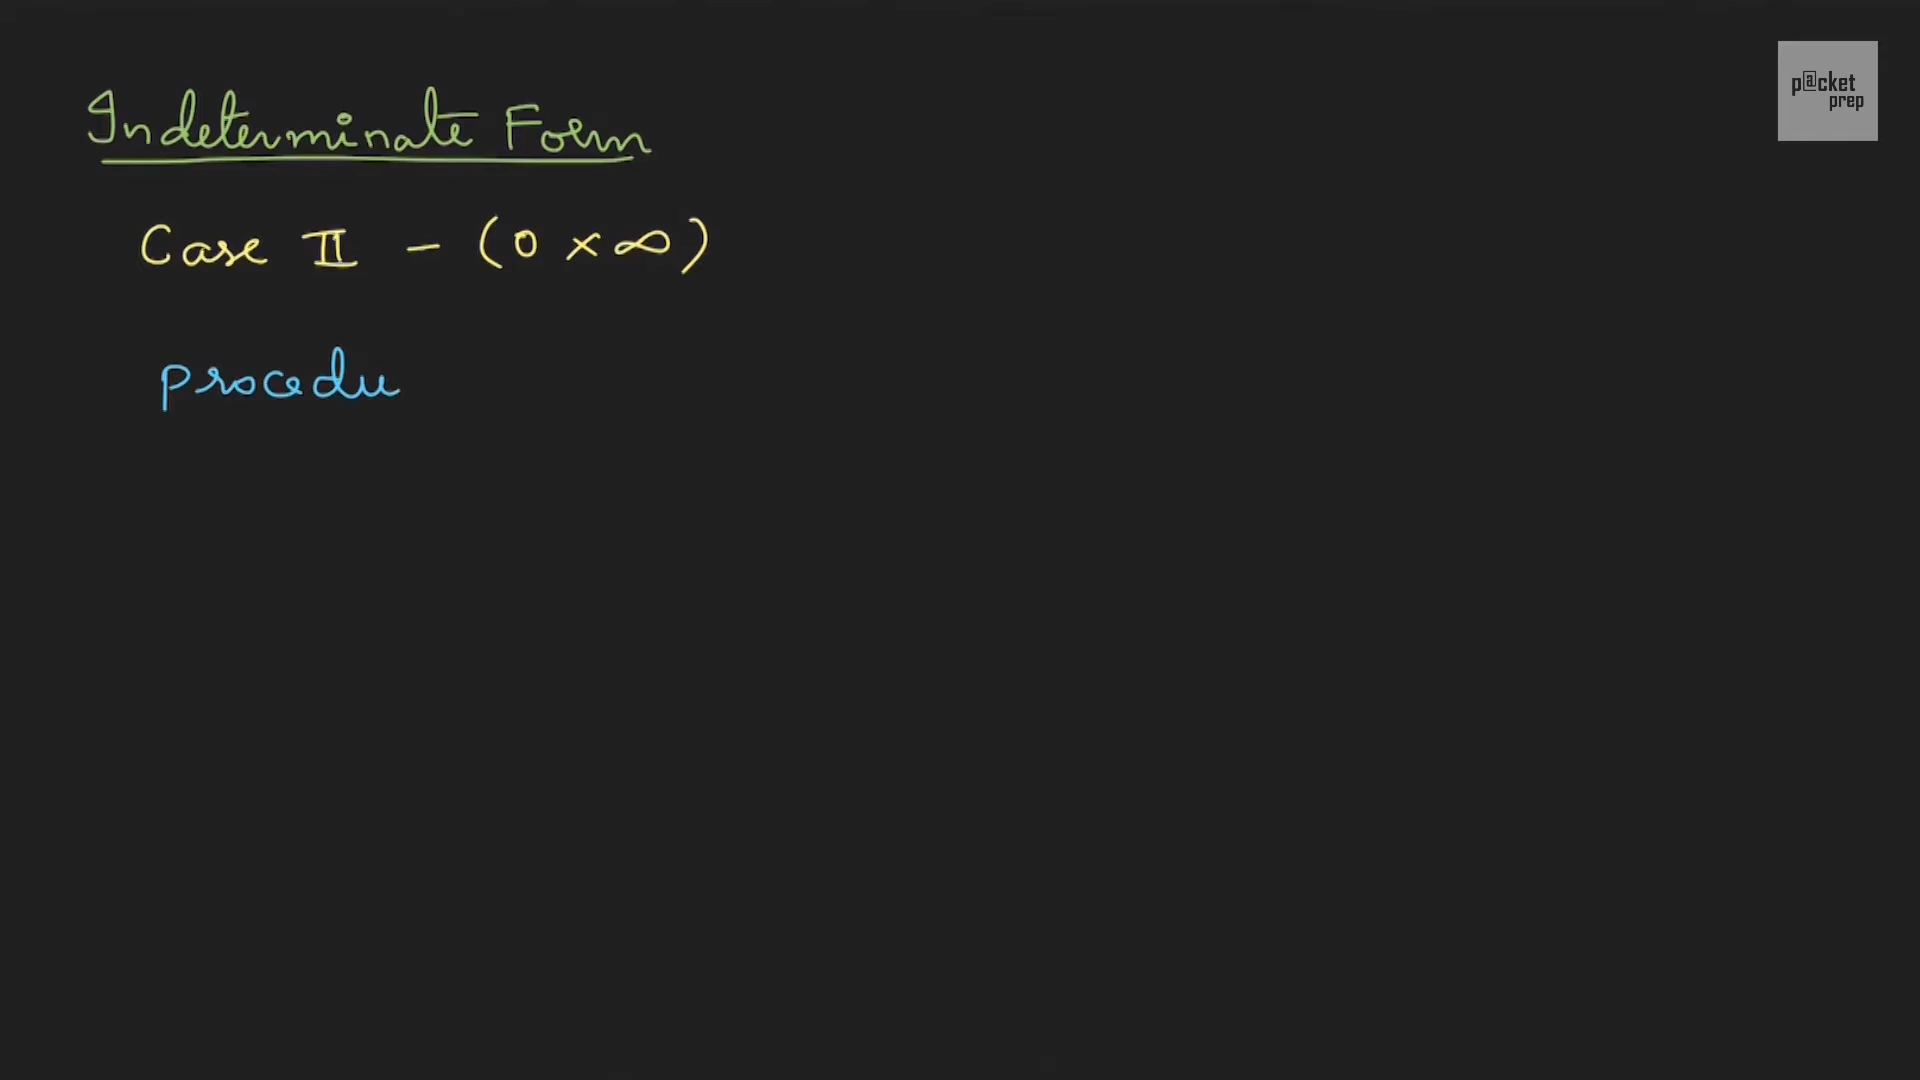 Indeterminate Form
Case II - (0 × ∞)
procedu
p@cket
prep